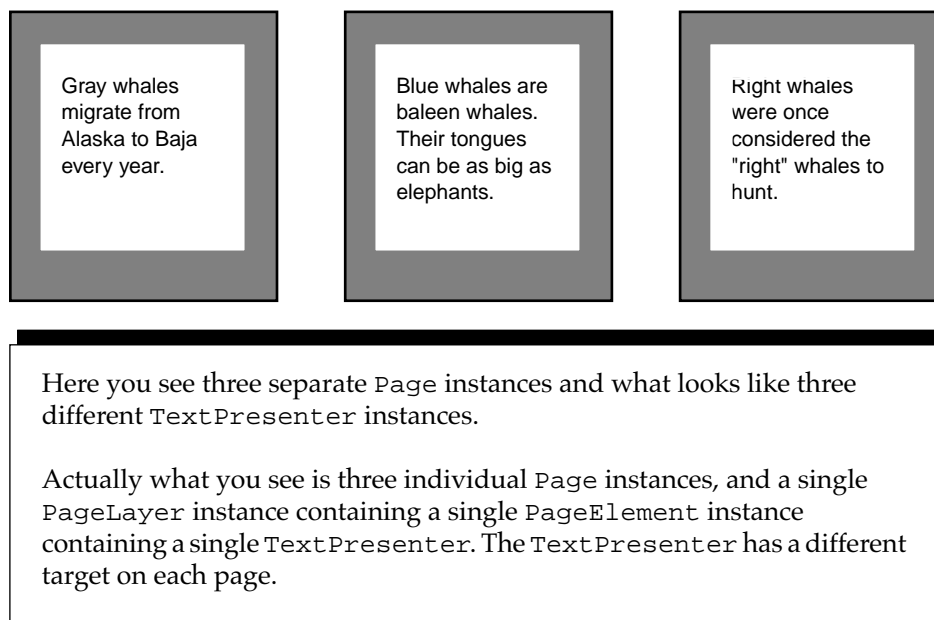 Gray whales
migrate from
Alaska to Baja
every year.
Blue whales are
baleen whales.
Their tongues
can be as big as
elephants.
Right whales
were once
considered the
"right" whales to
hunt.
Here you see three separate Page instances and what looks like three
different TextPresenter instances.
Actually what you see is three individual Page instances, and a single
PageLayer instance containing a single PageElement instance
containing a single TextPresenter. The TextPresenter has a different
target on each page.